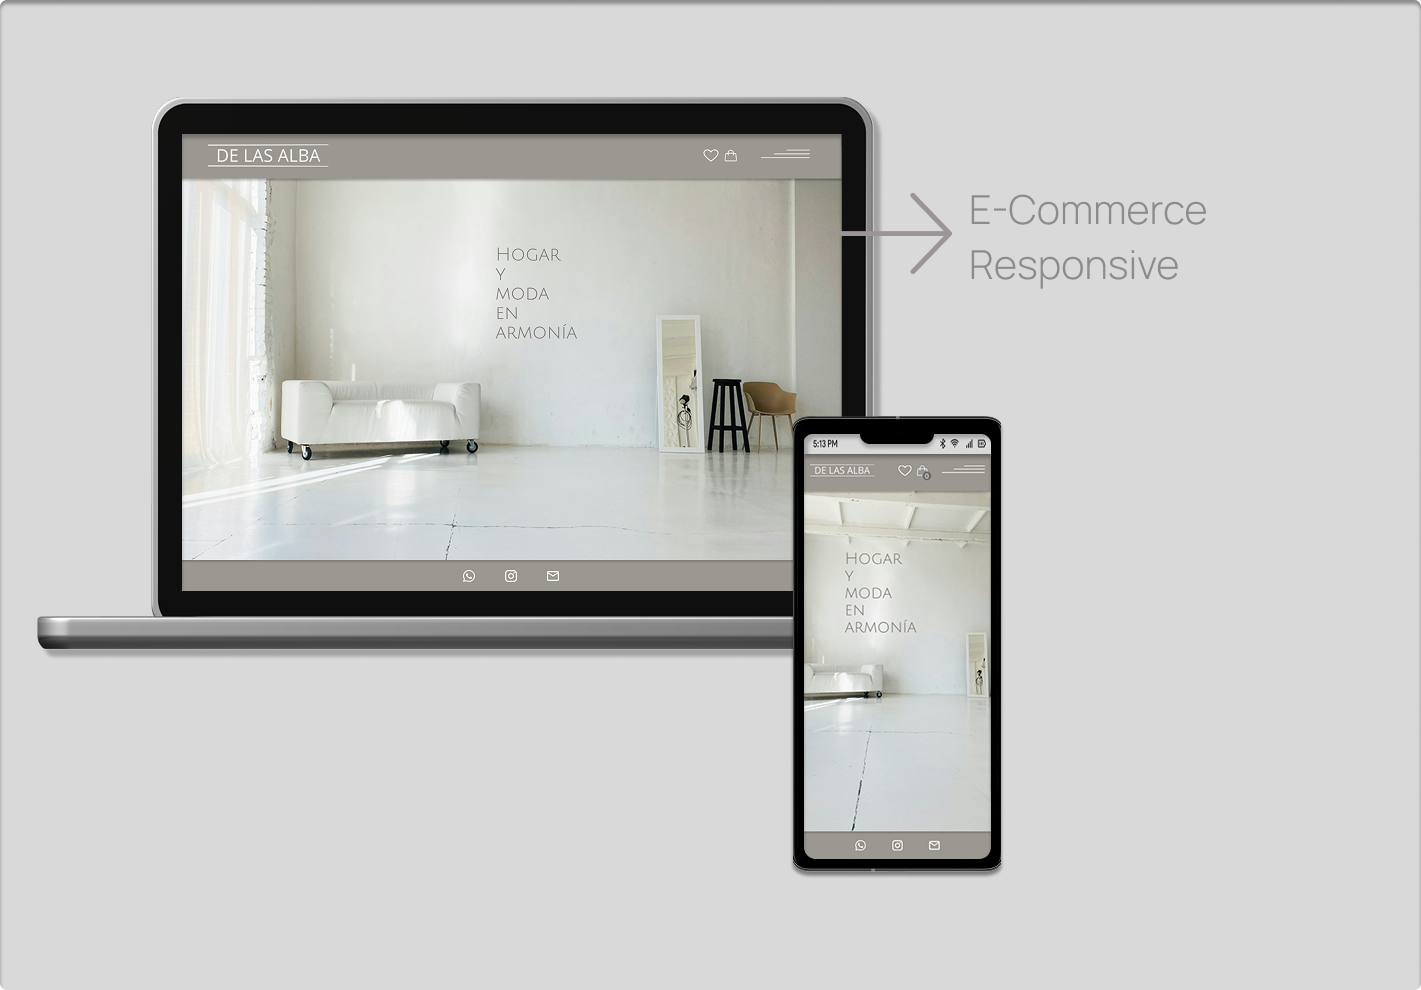 DE LAS ALBA
HOGAR
Y
MODA
EN
ARMONÍA
E-Commerce
Responsive
5:13 PM
DE LAS ALBA
0
HOGAR
Y
MODA
EN
ARMONÍA